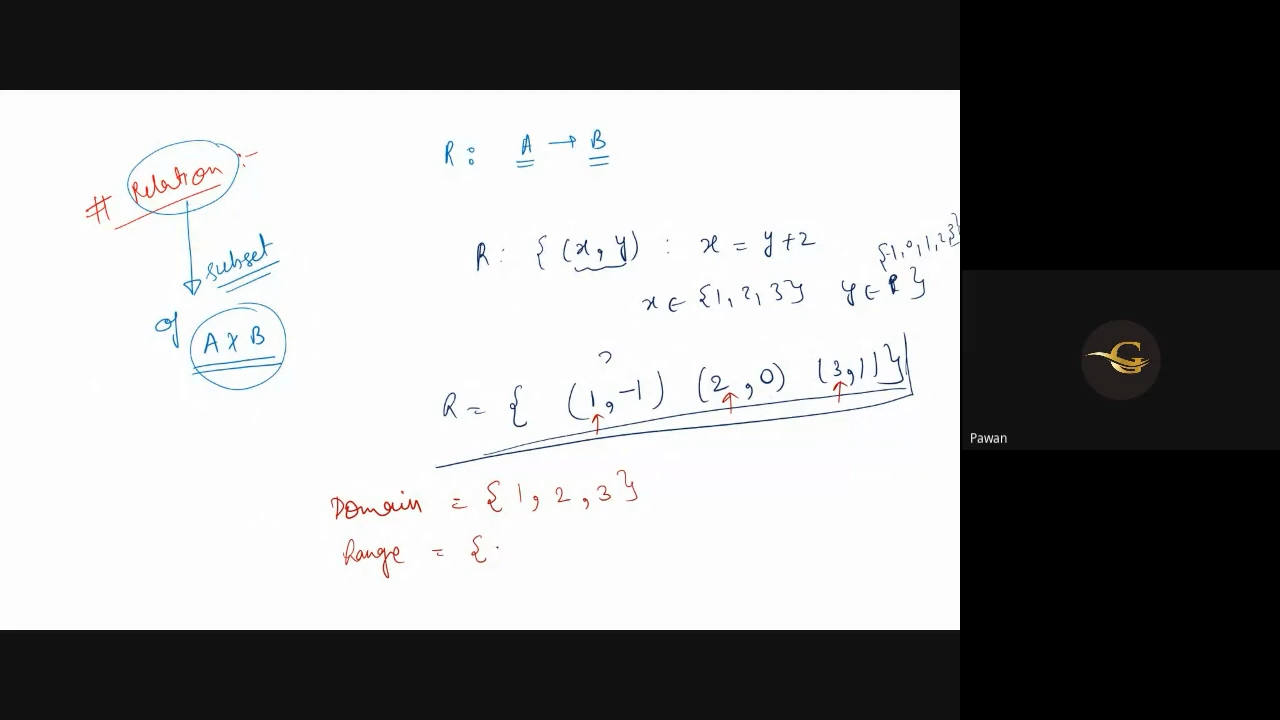 # Relation :-
subset
of
A X B
R : A → B
R : { (x, y) : x = y+2
{-1, 0, 1, 2, 3}
x ∈ {1, 2, 3} y ∈ R }
?
R = { (1, -1) (2, 0) (3, 1) }
Domain = { 1, 2, 3 }
Range = {
Pawan
G